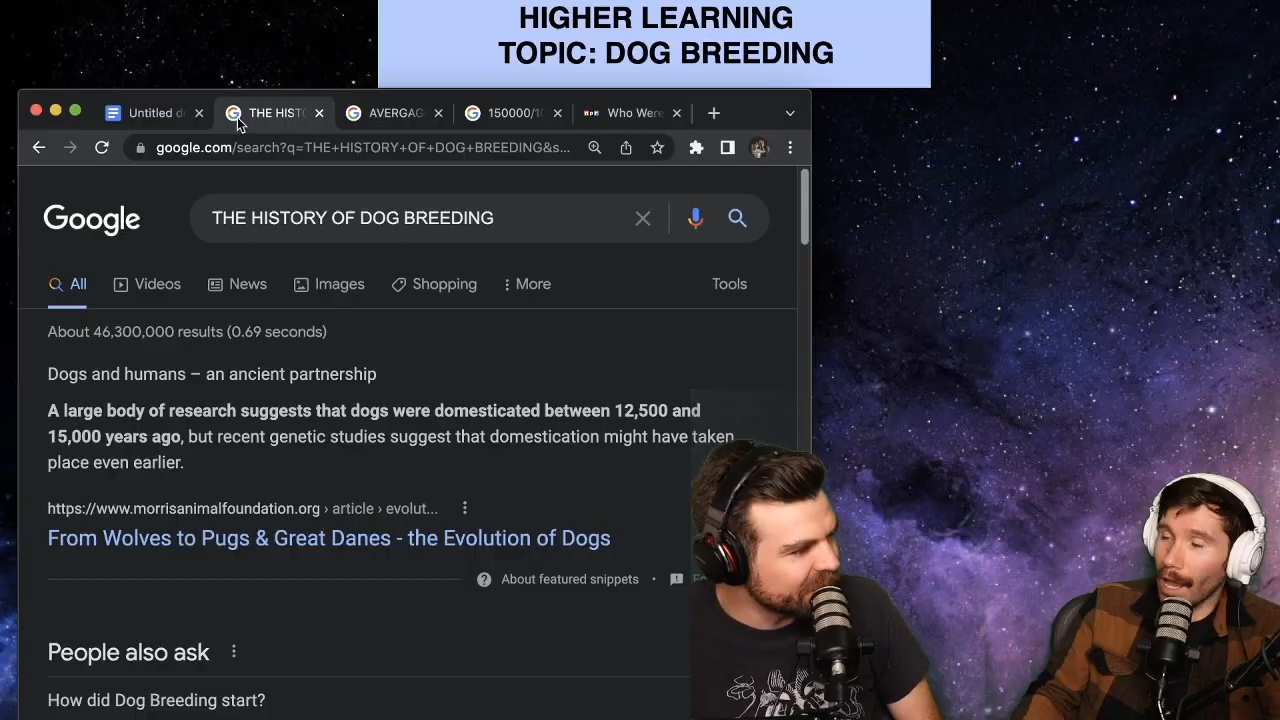 HIGHER LEARNING
TOPIC: DOG BREEDING
Untitled d
THE HISTO
AVERGAG
150000/1
npr
Who Were
google.com/search?q=THE+HISTORY+OF+DOG+BREEDING&s...
Google
THE HISTORY OF DOG BREEDING
All
Videos
News
Images
Shopping
More
Tools
About 46,300,000 results (0.69 seconds)
Dogs and humans – an ancient partnership
A large body of research suggests that dogs were domesticated between 12,500 and
15,000 years ago, but recent genetic studies suggest that domestication might have taken
place even earlier.
https://www.morrisanimalfoundation.org › article › evolut...
From Wolves to Pugs & Great Danes - the Evolution of Dogs
About featured snippets
People also ask
How did Dog Breeding start?